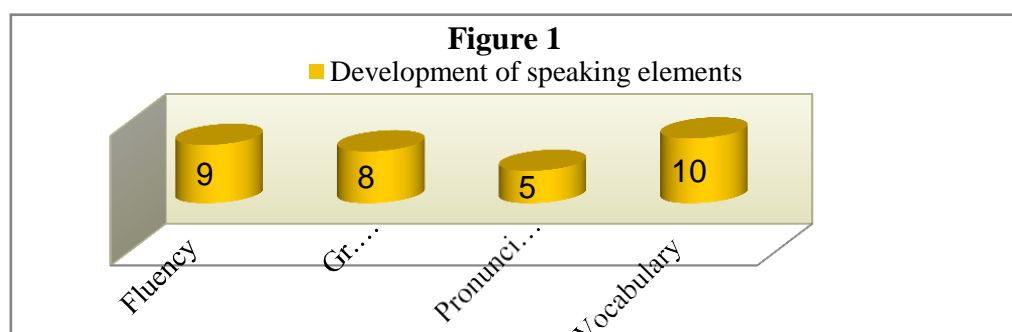 Figure 1
Development of speaking elements
9
8
5
10
Fluency
Gr....
Pronunci...
Vocabulary